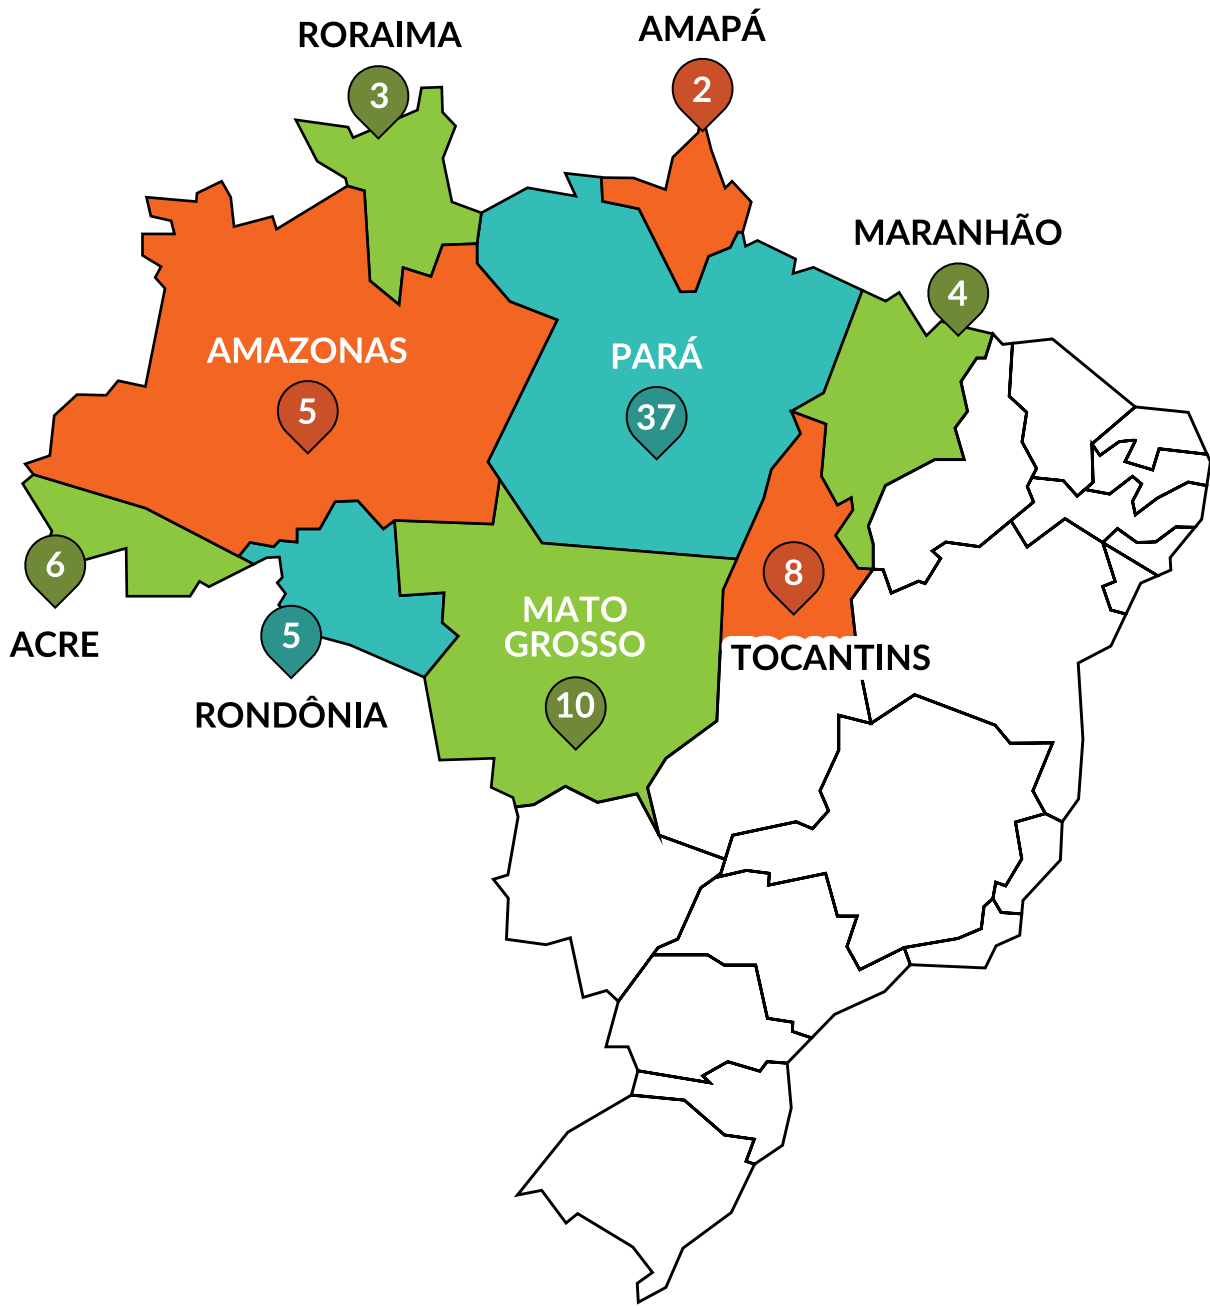 RORAIMA
3
AMAPÁ
2
MARANHÃO
4
AMAZONAS
5
PARÁ
37
6
ACRE
5
RONDÔNIA
MATO
GROSSO
10
8
TOCANTINS